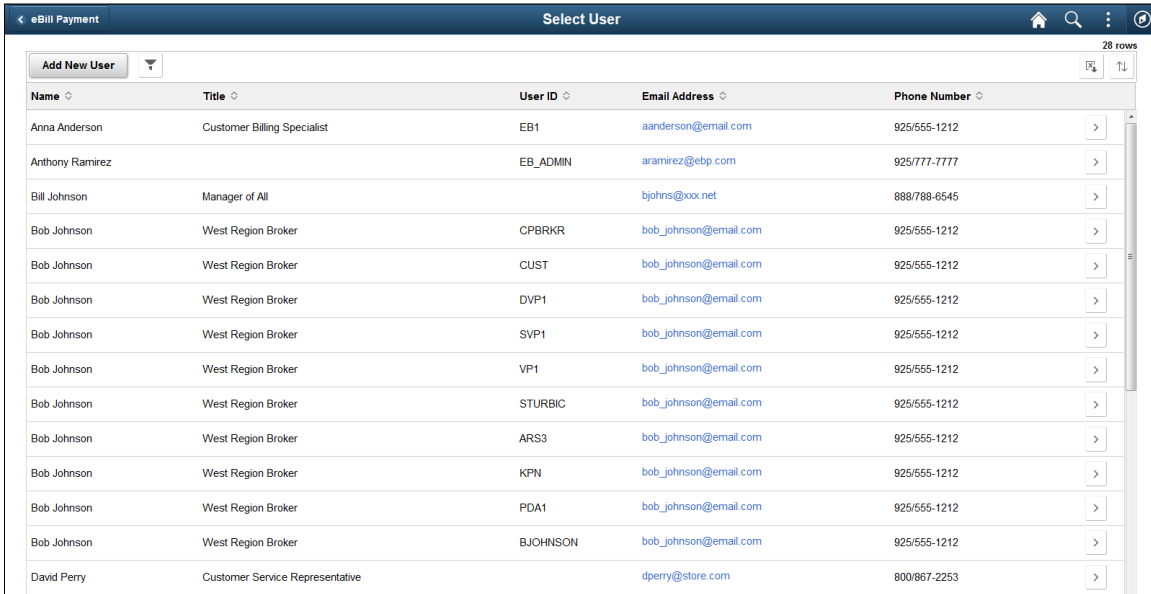 eBill Payment Select User
28 rows
Add New User
Name Title User ID Email Address Phone Number
Anna Anderson Customer Billing Specialist EB1 aanderson@email.com 925/555-1212
Anthony Ramirez EB_ADMIN aramirez@ebp.com 925/777-7777
Bill Johnson Manager of All bjohns@xxx.net 888/788-6545
Bob Johnson West Region Broker CPBRKR bob_johnson@email.com 925/555-1212
Bob Johnson West Region Broker CUST bob_johnson@email.com 925/555-1212
Bob Johnson West Region Broker DVP1 bob_johnson@email.com 925/555-1212
Bob Johnson West Region Broker SVP1 bob_johnson@email.com 925/555-1212
Bob Johnson West Region Broker VP1 bob_johnson@email.com 925/555-1212
Bob Johnson West Region Broker STURBIC bob_johnson@email.com 925/555-1212
Bob Johnson West Region Broker ARS3 bob_johnson@email.com 925/555-1212
Bob Johnson West Region Broker KPN bob_johnson@email.com 925/555-1212
Bob Johnson West Region Broker PDA1 bob_johnson@email.com 925/555-1212
Bob Johnson West Region Broker BJOHNSON bob_johnson@email.com 925/555-1212
David Perry Customer Service Representative dperry@store.com 800/867-2253